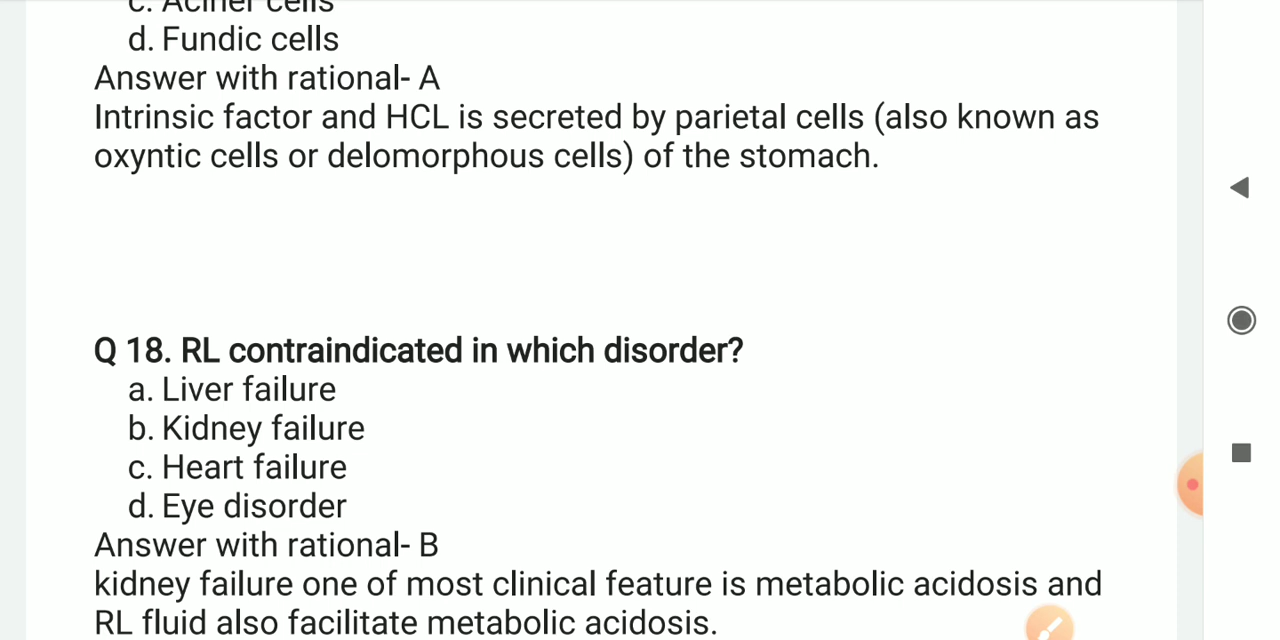 c. Aciner cells
d. Fundic cells
Answer with rational- A
Intrinsic factor and HCL is secreted by parietal cells (also known as
oxyntic cells or delomorphous cells) of the stomach.
Q 18. RL contraindicated in which disorder?
a. Liver failure
b. Kidney failure
c. Heart failure
d. Eye disorder
Answer with rational- B
kidney failure one of most clinical feature is metabolic acidosis and
RL fluid also facilitate metabolic acidosis.